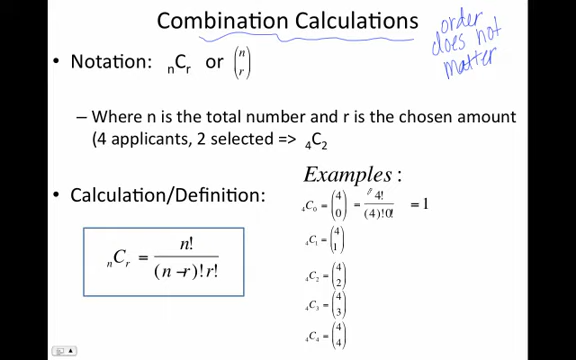 Combination Calculations
order
does not
matter
• Notation: ₙCᵣ or (n r)
– Where n is the total number and r is the chosen amount
(4 applicants, 2 selected => ₄C₂
Examples :
• Calculation/Definition:
₄C₀ = (4 0) = 4! / (4)!0! = 1
₄C₁ = (4 1)
ₙCᵣ = n! / (n − r)! r!
₄C₂ = (4 2)
₄C₃ = (4 3)
₄C₄ = (4 4)